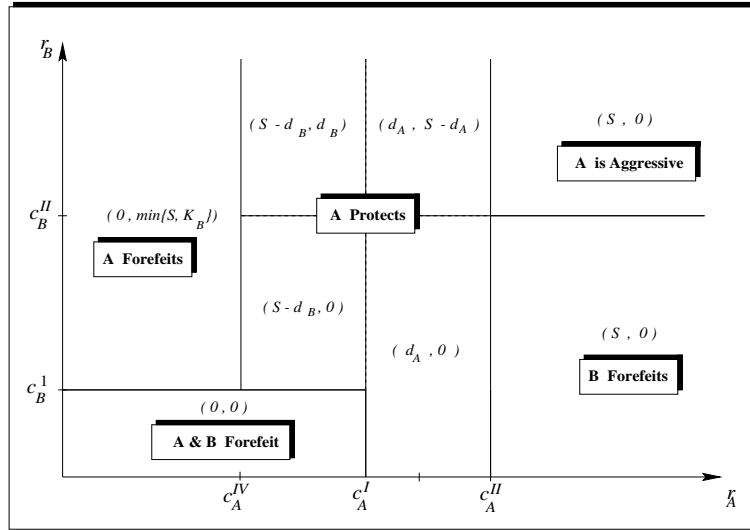 r_B
(S - d_B, d_B)
(d_A, S - d_A)
(S, 0)
A is Aggressive
c_B^II
(0, min{S, K_B})
A Protects
A Forefeits
(S - d_B, 0)
(d_A, 0)
(S, 0)
B Forefeits
c_B^1
(0,0)
A & B Forefeit
c_A^IV
c_A^I
c_A^II
r_A